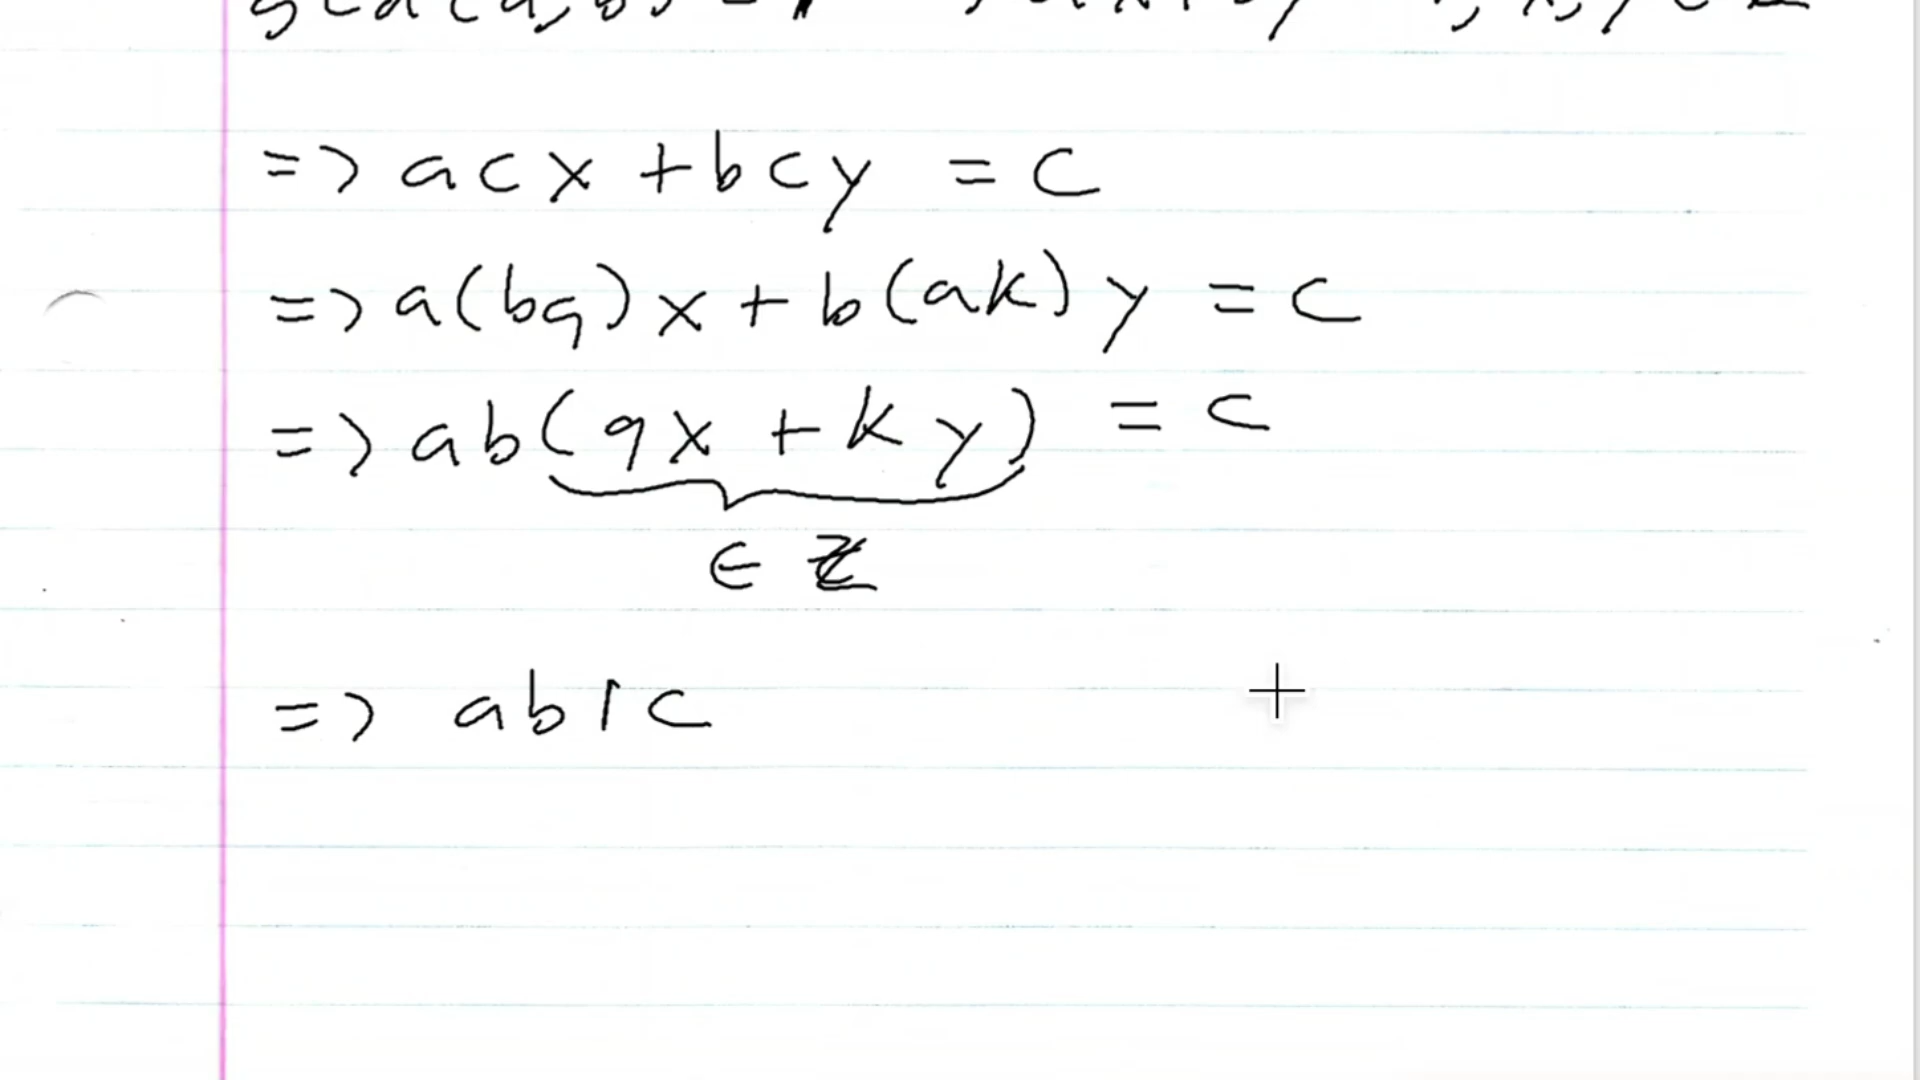 => acx + bcy = c
=> a(bq)x + b(ak)y = c
=> ab(qx + ky) = c
∈ ℤ
=> ab | c